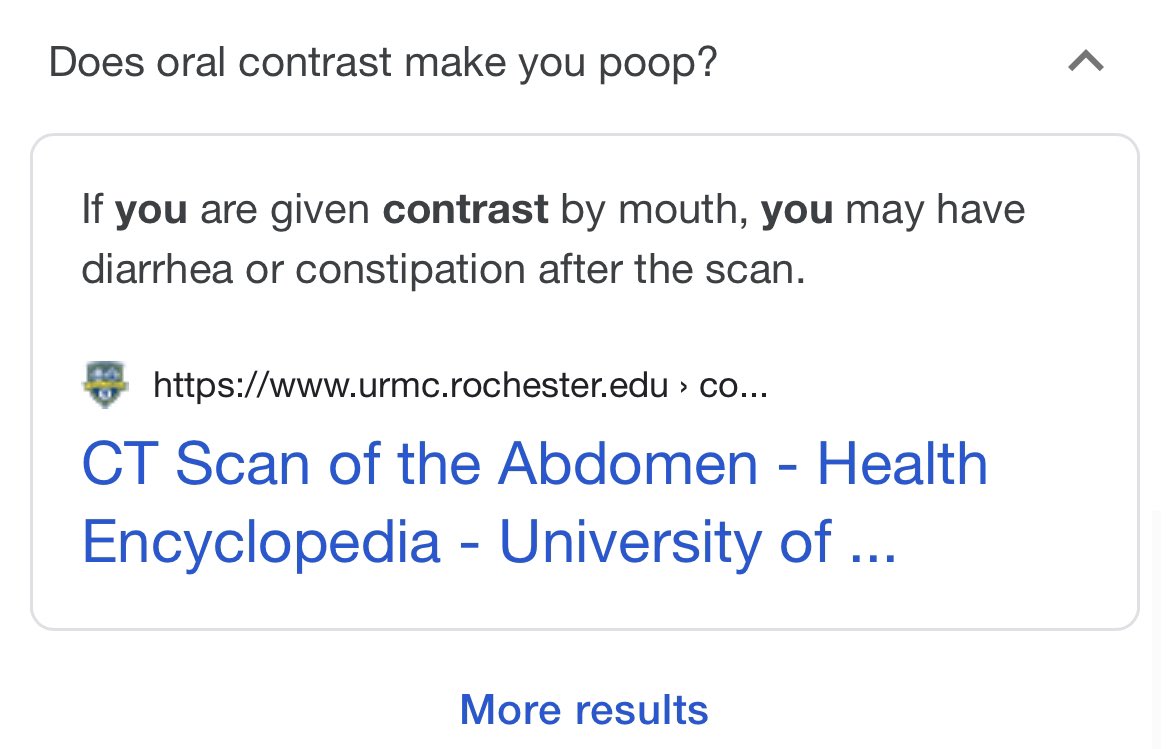 Does oral contrast make you poop?
If you are given contrast by mouth, you may have
diarrhea or constipation after the scan.
https://www.urmc.rochester.edu › co...
CT Scan of the Abdomen - Health
Encyclopedia - University of ...
More results